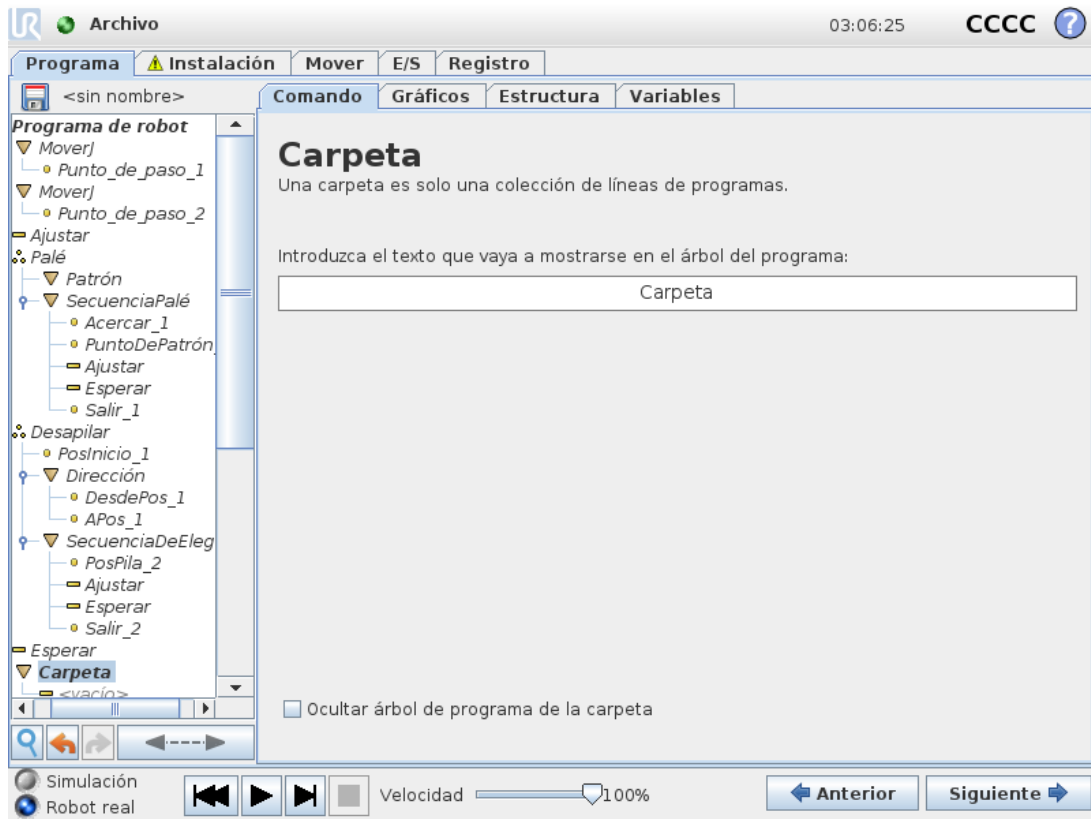 UR Archivo 03:06:25 CCCC ?
Programa Instalación Mover E/S Registro
<sin nombre> Comando Gráficos Estructura Variables
Programa de robot
MoverJ
Punto_de_paso_1
MoverJ
Punto_de_paso_2
Ajustar
Palé
Patrón
SecuenciaPalé
Acercar_1
PuntoDePatrón_
Ajustar
Esperar
Salir_1
Desapilar
PosInicio_1
Dirección
DesdePos_1
APos_1
SecuenciaDeEleg
PosPila_2
Ajustar
Esperar
Salir_2
Esperar
Carpeta
<vacío>
Carpeta
Una carpeta es solo una colección de líneas de programas.
Introduzca el texto que vaya a mostrarse en el árbol del programa:
Carpeta
Ocultar árbol de programa de la carpeta
Simulación
Robot real
Velocidad 100%
Anterior Siguiente